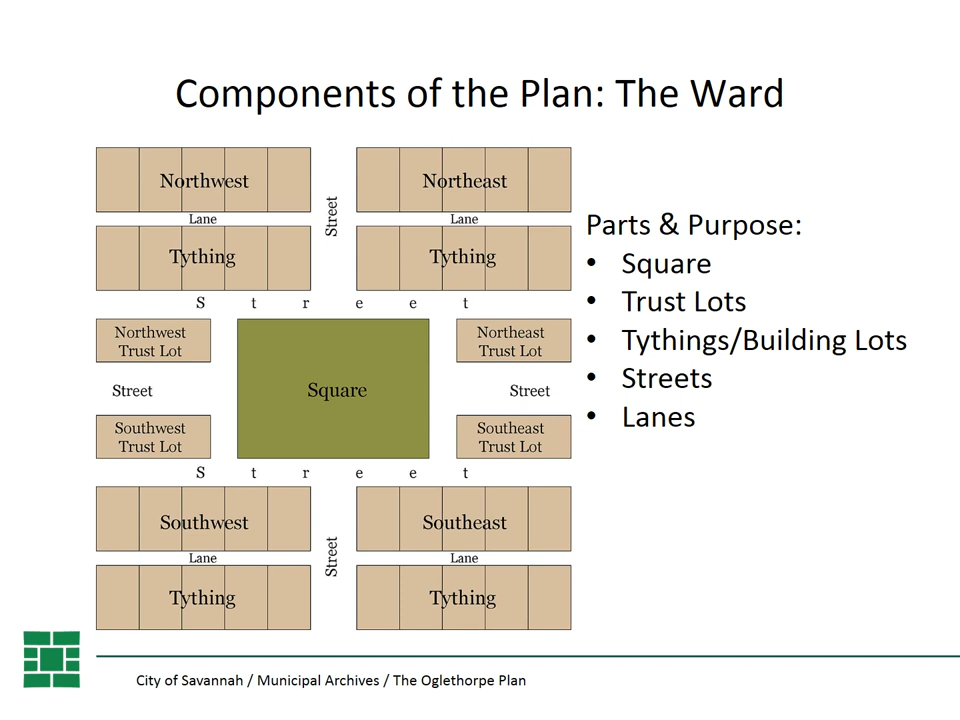 Components of the Plan: The Ward
Northwest
Northeast
Lane
Street
Lane
Tything
Tything
S t r e e t
Northwest
Trust Lot
Northeast
Trust Lot
Street
Square
Street
Southwest
Trust Lot
Southeast
Trust Lot
S t r e e t
Southwest
Southeast
Lane
Street
Lane
Tything
Tything
Parts & Purpose:
• Square
• Trust Lots
• Tythings/Building Lots
• Streets
• Lanes
City of Savannah / Municipal Archives / The Oglethorpe Plan